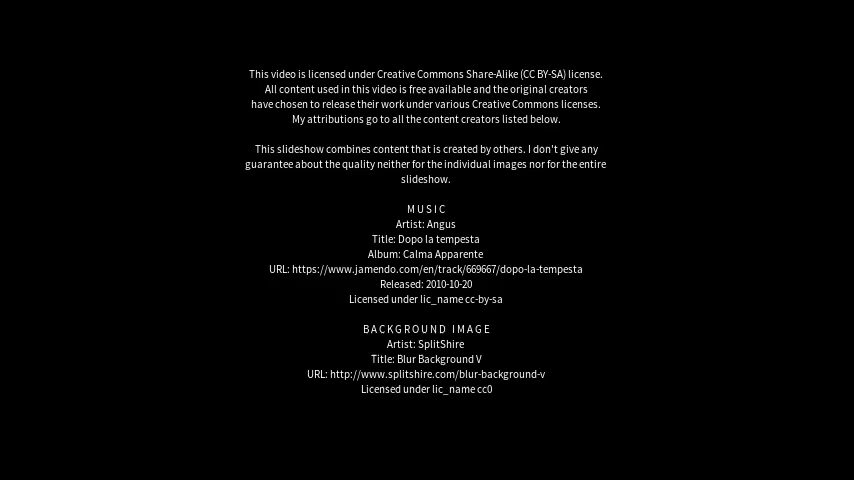 This video is licensed under Creative Commons Share-Alike (CC BY-SA) license.
All content used in this video is free available and the original creators
have chosen to release their work under various Creative Commons licenses.
My attributions go to all the content creators listed below.
This slideshow combines content that is created by others. I don't give any
guarantee about the quality neither for the individual images nor for the entire
slideshow.
MUSIC
Artist: Angus
Title: Dopo la tempesta
Album: Calma Apparente
URL: https://www.jamendo.com/en/track/669667/dopo-la-tempesta
Released: 2010-10-20
Licensed under lic_name cc-by-sa
BACKGROUND IMAGE
Artist: SplitShire
Title: Blur Background V
URL: http://www.splitshire.com/blur-background-v
Licensed under lic_name cc0